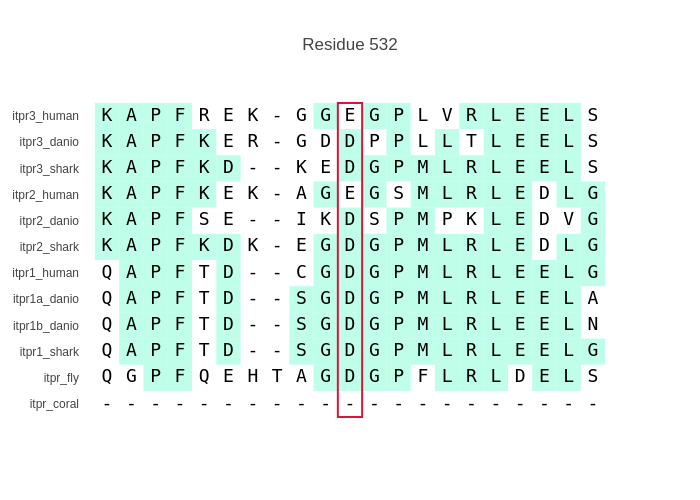 Residue 532
itpr3_human K A P F R E K - G G E G P L V R L E E L S
itpr3_danio K A P F K E R - G D D P P L L T L E E L S
itpr3_shark K A P F K D - - K E D G P M L R L E E L S
itpr2_human K A P F K E K - A G E G S M L R L E D L G
itpr2_danio K A P F S E - - I K D S P M P K L E D V G
itpr2_shark K A P F K D K - E G D G P M L R L E D L G
itpr1_human Q A P F T D - - C G D G P M L R L E E L G
itpr1a_danio Q A P F T D - - S G D G P M L R L E E L A
itpr1b_danio Q A P F T D - - S G D G P M L R L E E L N
itpr1_shark Q A P F T D - - S G D G P M L R L E E L G
itpr_fly Q G P F Q E H T A G D G P F L R L D E L S
itpr_coral - - - - - - - - - - - - - - - - - - - - -